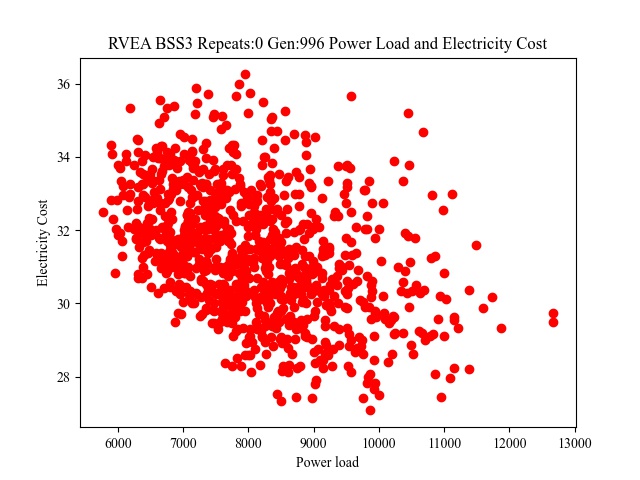 RVEA BSS3 Repeats:0 Gen:996 Power Load and Electricity Cost
36
34
32
30
28
Electricity Cost
6000 7000 8000 9000 10000 11000 12000 13000
Power load